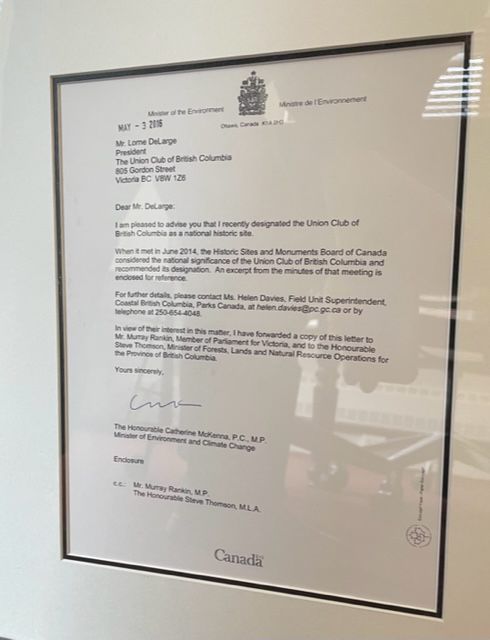 Minister of the Environment
Ministre de l'Environnement
Ottawa, Canada K1A 0H3
MAY - 3 2016
Mr. Lorne DeLarge
President
The Union Club of British Columbia
805 Gordon Street
Victoria BC V8W 1Z6
Dear Mr. DeLarge:
I am pleased to advise you that I recently designated the Union Club of
British Columbia as a national historic site.
When it met in June 2014, the Historic Sites and Monuments Board of Canada
considered the national significance of the Union Club of British Columbia and
recommended its designation. An excerpt from the minutes of that meeting is
enclosed for reference.
For further details, please contact Ms. Helen Davies, Field Unit Superintendent,
Coastal British Columbia, Parks Canada, at helen.davies@pc.gc.ca or by
telephone at 250-654-4048.
In view of their interest in this matter, I have forwarded a copy of this letter to
Mr. Murray Rankin, Member of Parliament for Victoria, and to the Honourable
Steve Thomson, Minister of Forests, Lands and Natural Resource Operations for
the Province of British Columbia.
Yours sincerely,
The Honourable Catherine McKenna, P.C., M.P.
Minister of Environment and Climate Change
Enclosure
c.c.: Mr. Murray Rankin, M.P.
The Honourable Steve Thomson, M.L.A.
Canada